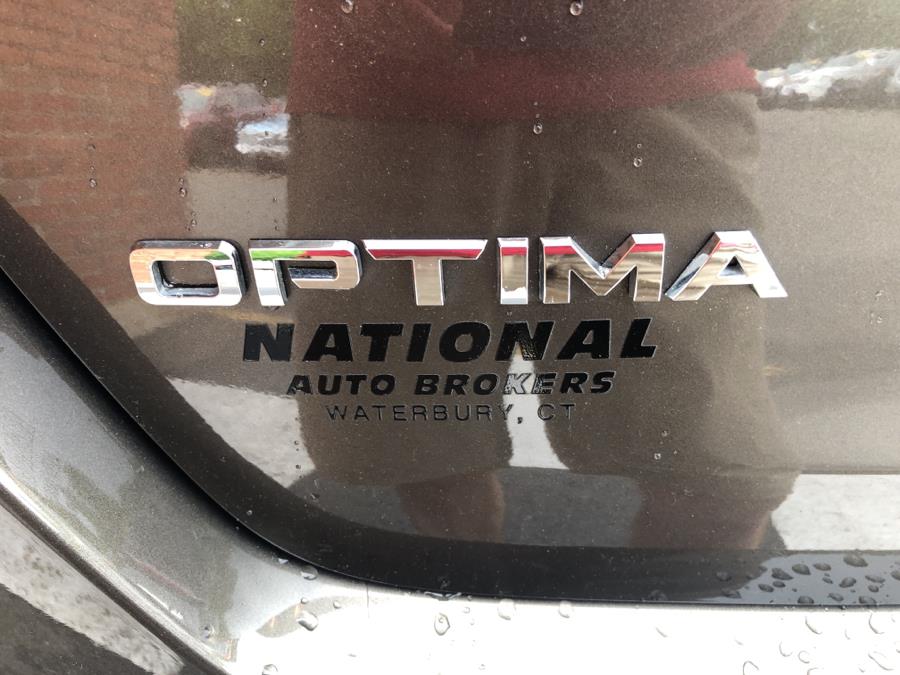 OPTIMA
NATIONAL
AUTO BROKERS
WATERBURY, CT